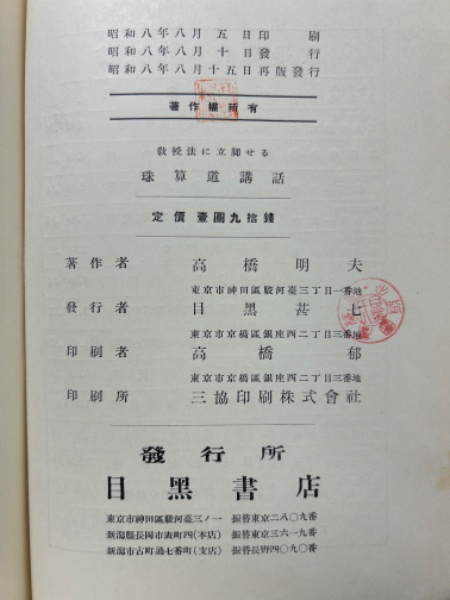 昭和八年八月五日印刷
昭和八年八月十日發行
昭和八年八月十五日再版發行
著作權所有
教授法に立脚せる
珠算道講話
定價壹圓九拾錢
著作者 高橋明夫
東京市神田區駿河臺三丁目一番地
發行者 目黑甚七
東京市京橋區銀座西二丁目三番地
印刷者 高橋郁
東京市京橋區銀座西二丁目三番地
印刷所 三協印刷株式會社
發行所
目黑書店
東京市神田區駿河臺三ノ一 振替東京二八〇九番
新潟縣長岡市表町四(本店) 振替東京三六一九番
新潟市古町通七番町(支店) 振替長野四〇九〇番